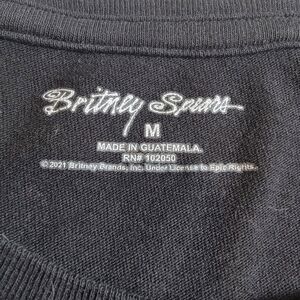 Britney Spears
M
MADE IN GUATEMALA.
RN# 102050
© 2021 Britney Brands, Inc. Under License to Epic Rights.